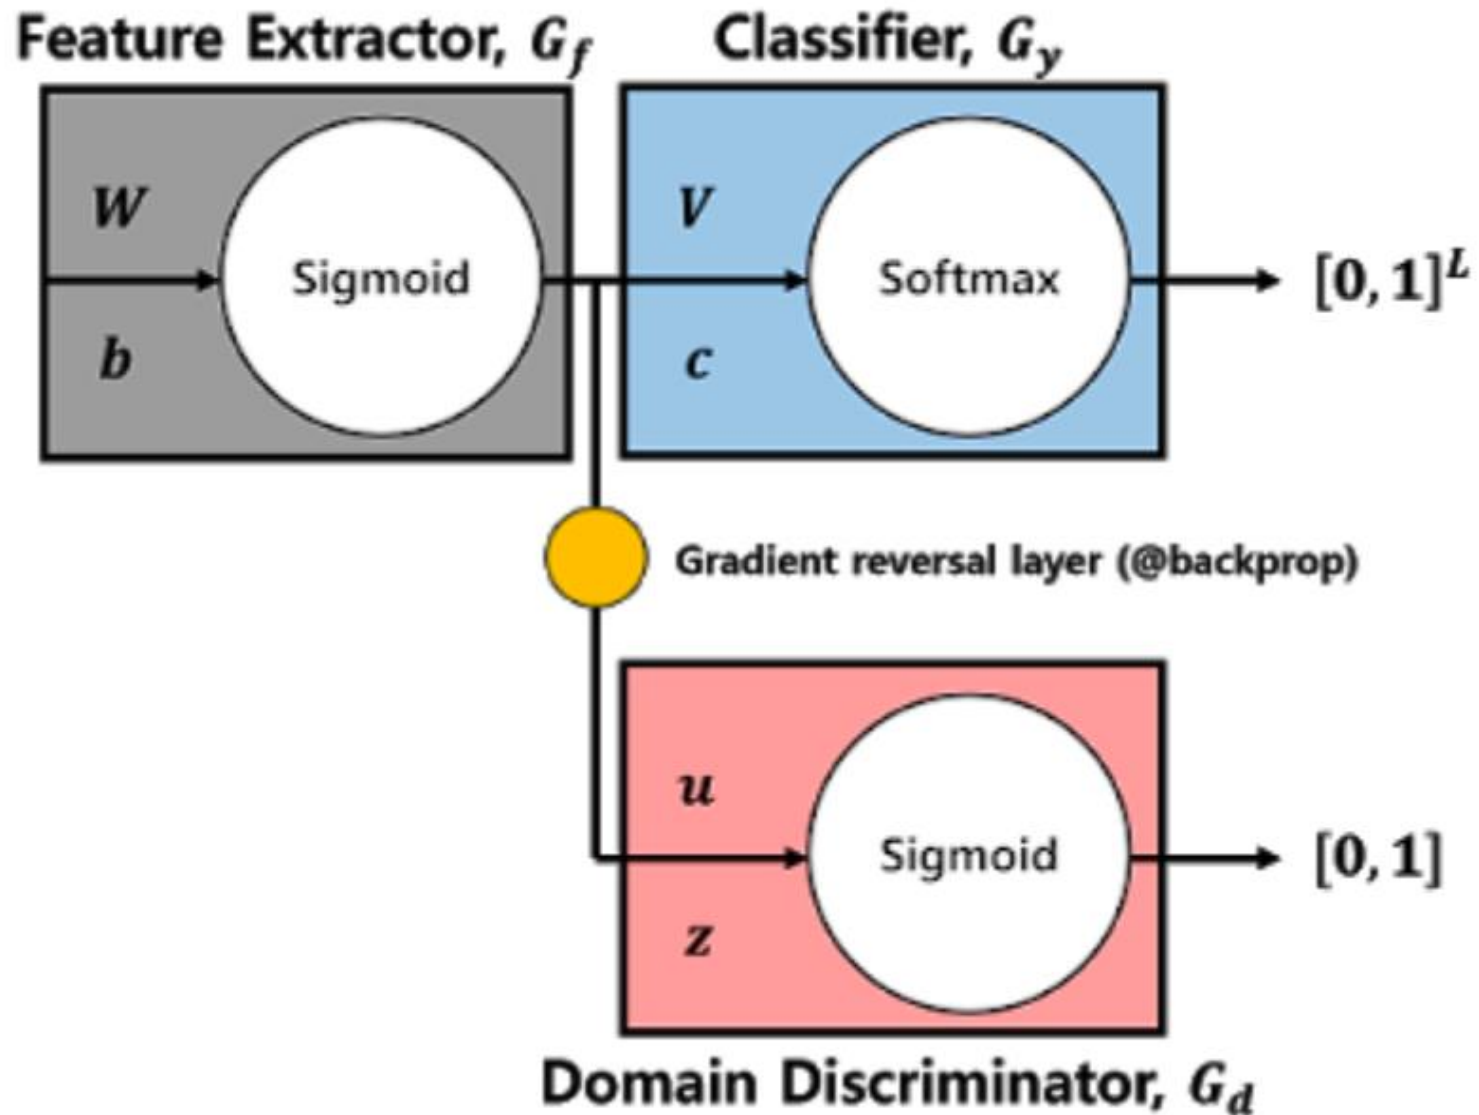 Feature Extractor, G_f
Classifier, G_y
W
Sigmoid
b
V
Softmax
c
[0, 1]^L
Gradient reversal layer (@backprop)
u
Sigmoid
z
[0, 1]
Domain Discriminator, G_d